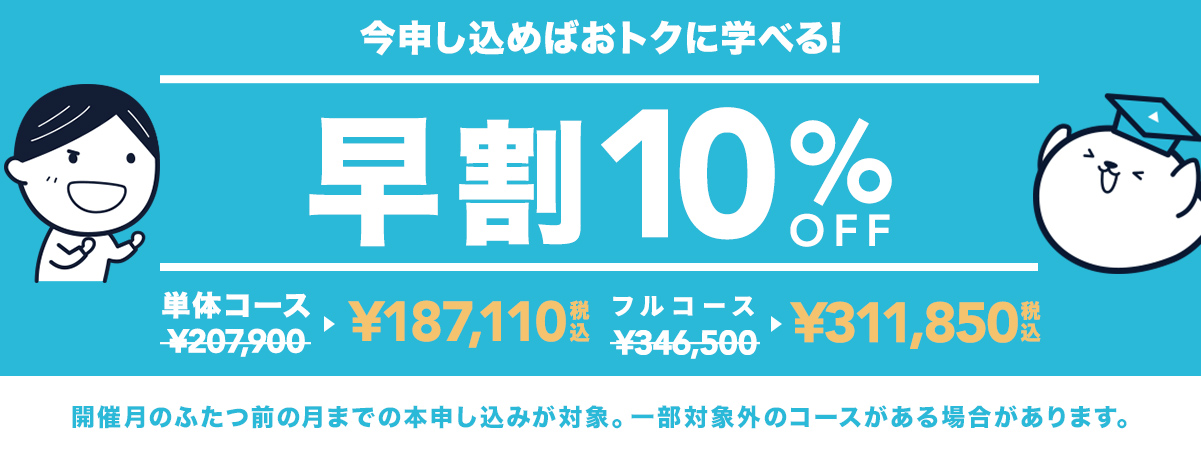 今申し込めばおトクに学べる!
早割10%OFF
単体コース ¥207,900 ▶ ¥187,110税込
フルコース ¥346,500 ▶ ¥311,850税込
開催月のふたつ前の月までの本申し込みが対象。一部対象外のコースがある場合があります。